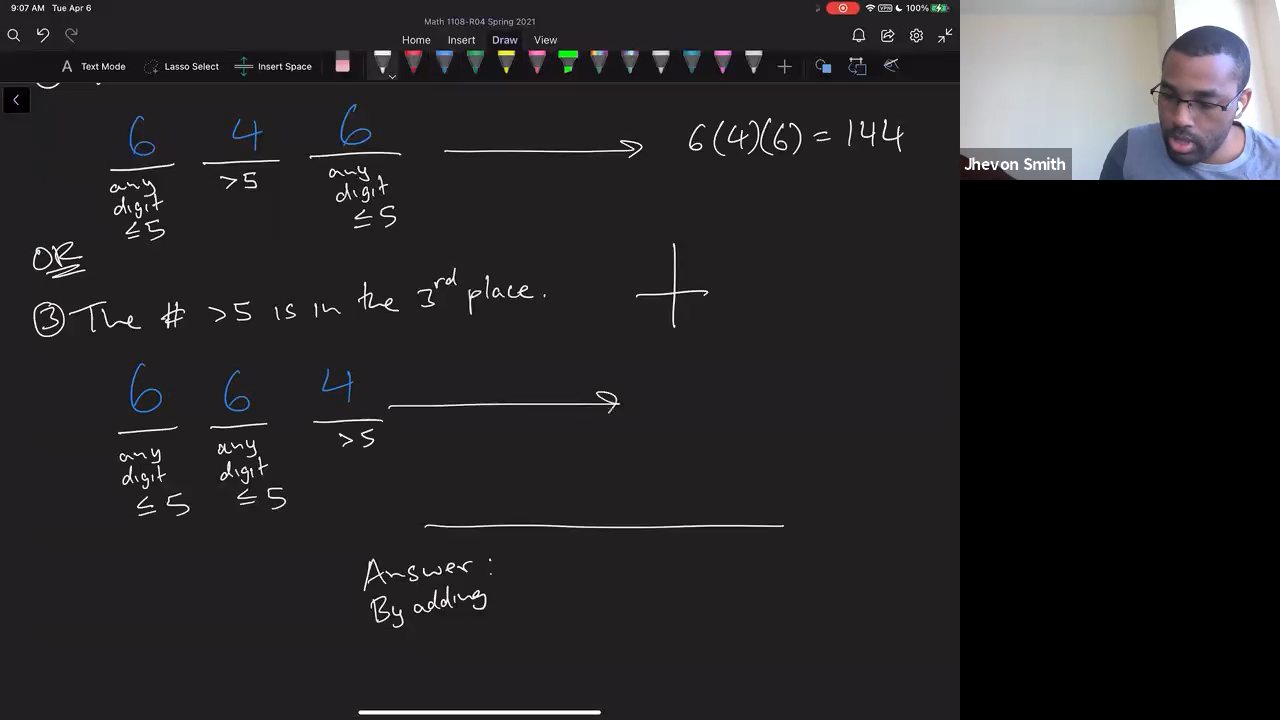 9:07 AM Tue Apr 6
100%
Math 1108-R04 Spring 2021
Home Insert Draw View
Text Mode Lasso Select Insert Space
6 4 6
6(4)(6) = 144
any digit ≤5
>5
any digit ≤5
Jhevon Smith
OR
③ The # >5 is in the 3rd place.
+
6 6 4
any digit ≤5
any digit ≤5
>5
Answer:
By adding